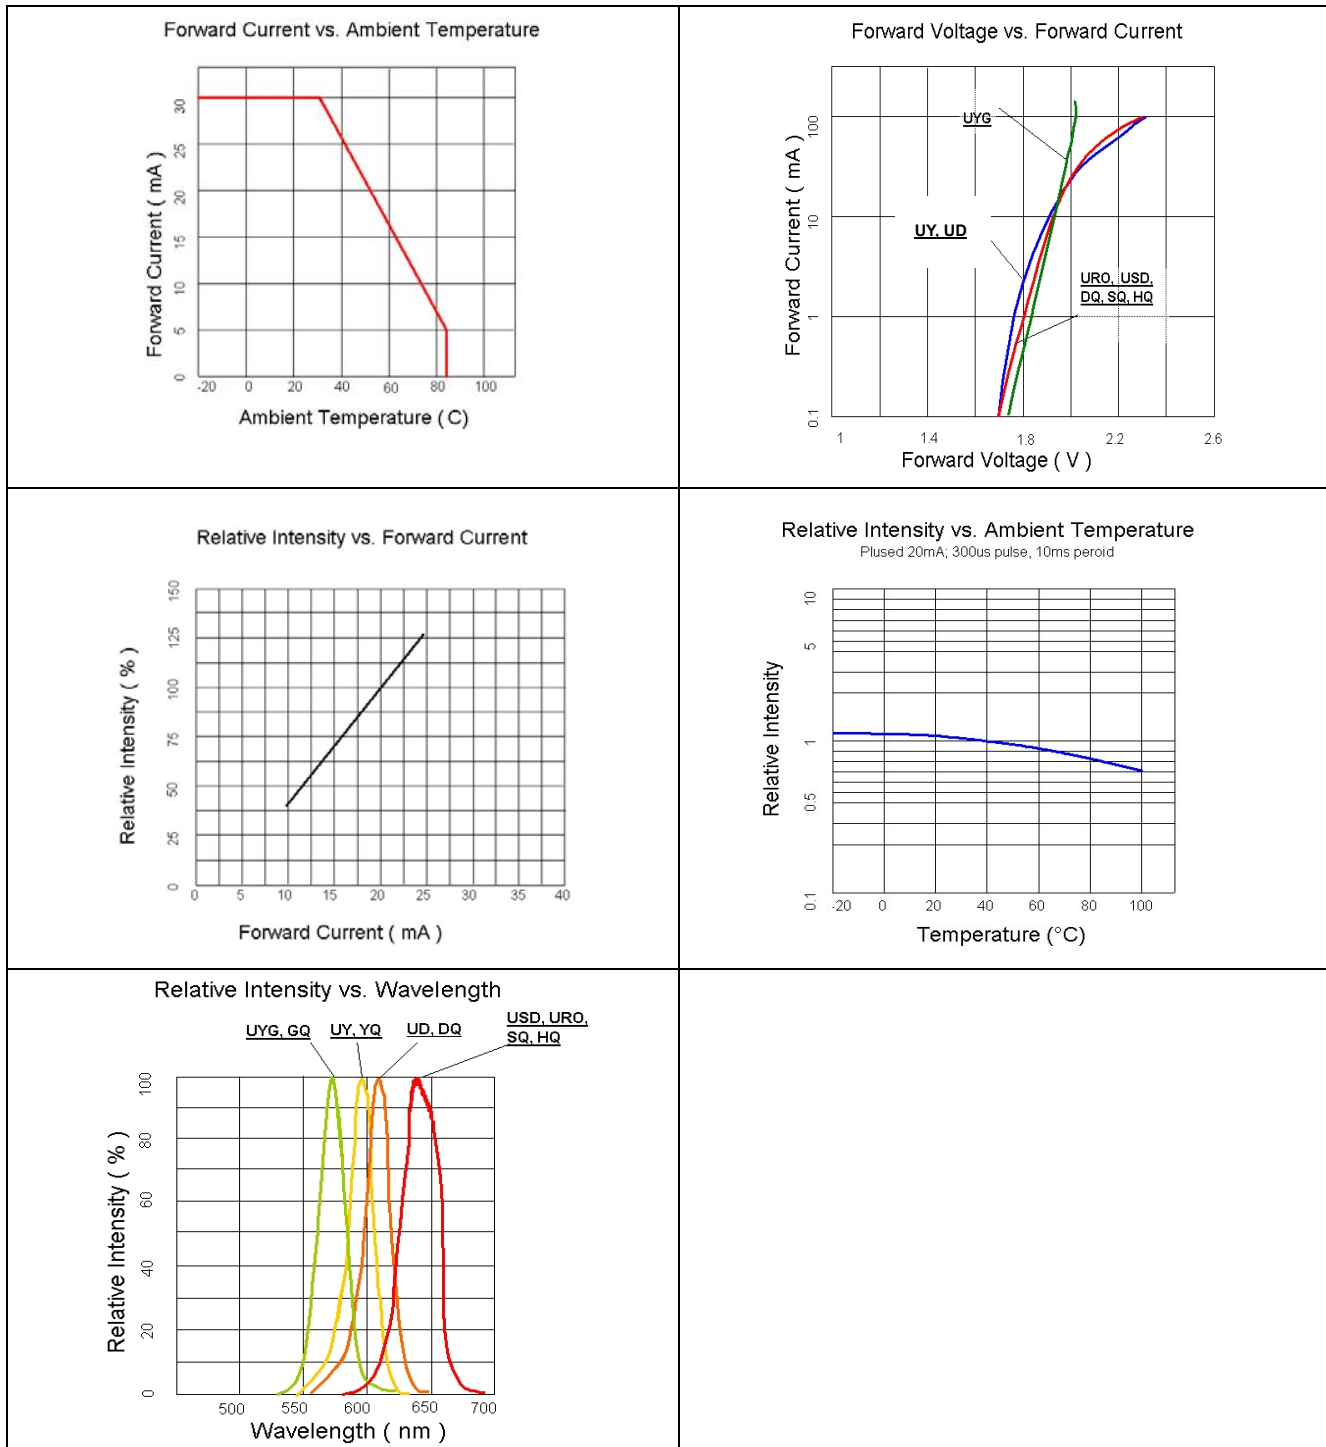 Forward Current vs. Ambient Temperature
Forward Current ( mA )
30
25
20
15
10
5
0
-20 0 20 40 60 80 100
Ambient Temperature ( C)
Forward Voltage vs. Forward Current
Forward Current ( mA )
100
10
1
0.1
UYG
UY, UD
URO, USD,
DQ, SQ, HQ
1 1.4 1.8 2.2 2.6
Forward Voltage ( V )
Relative Intensity vs. Forward Current
Relative Intensity ( % )
150
125
100
75
50
25
0
0 5 10 15 20 25 30 35 40
Forward Current ( mA )
Relative Intensity vs. Ambient Temperature
Plused 20mA; 300us pulse, 10ms peroid
Relative Intensity
10
5
1
0.5
0.1
-20 0 20 40 60 80 100
Temperature (°C)
Relative Intensity vs. Wavelength
UYG, GQ UY, YQ UD, DQ USD, URO,
SQ, HQ
Relative Intensity ( % )
100
80
60
40
20
0
500 550 600 650 700
Wavelength ( nm )